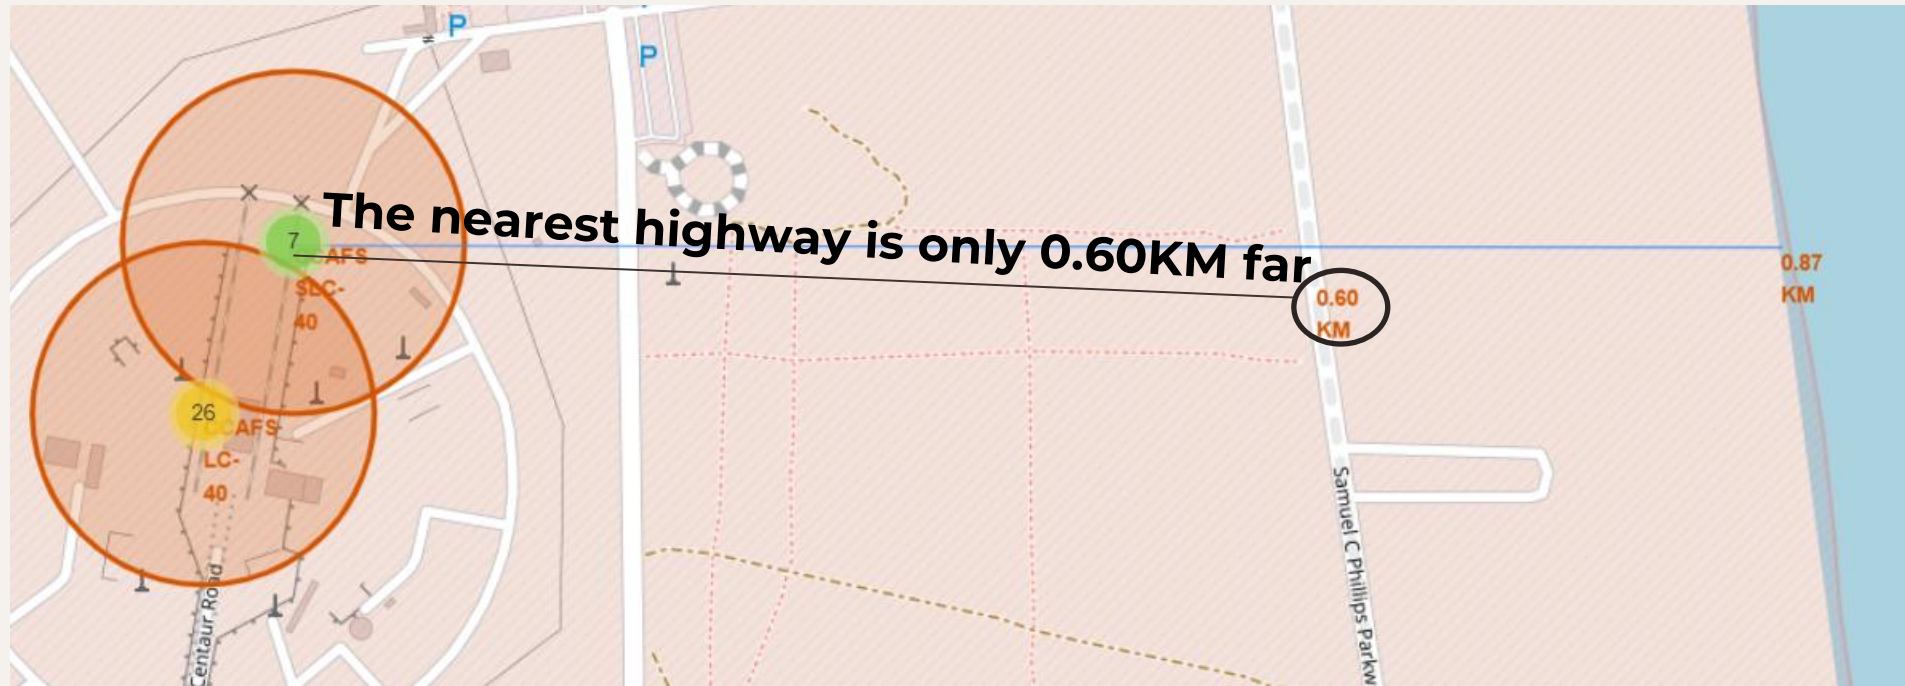 P
P
The nearest highway is only 0.60KM far
7
AFS
SLC-
40
0.87
KM
0.60
KM
26
CCAFS
LC-
40
Samuel C Phillips Parkw
Centaur Road